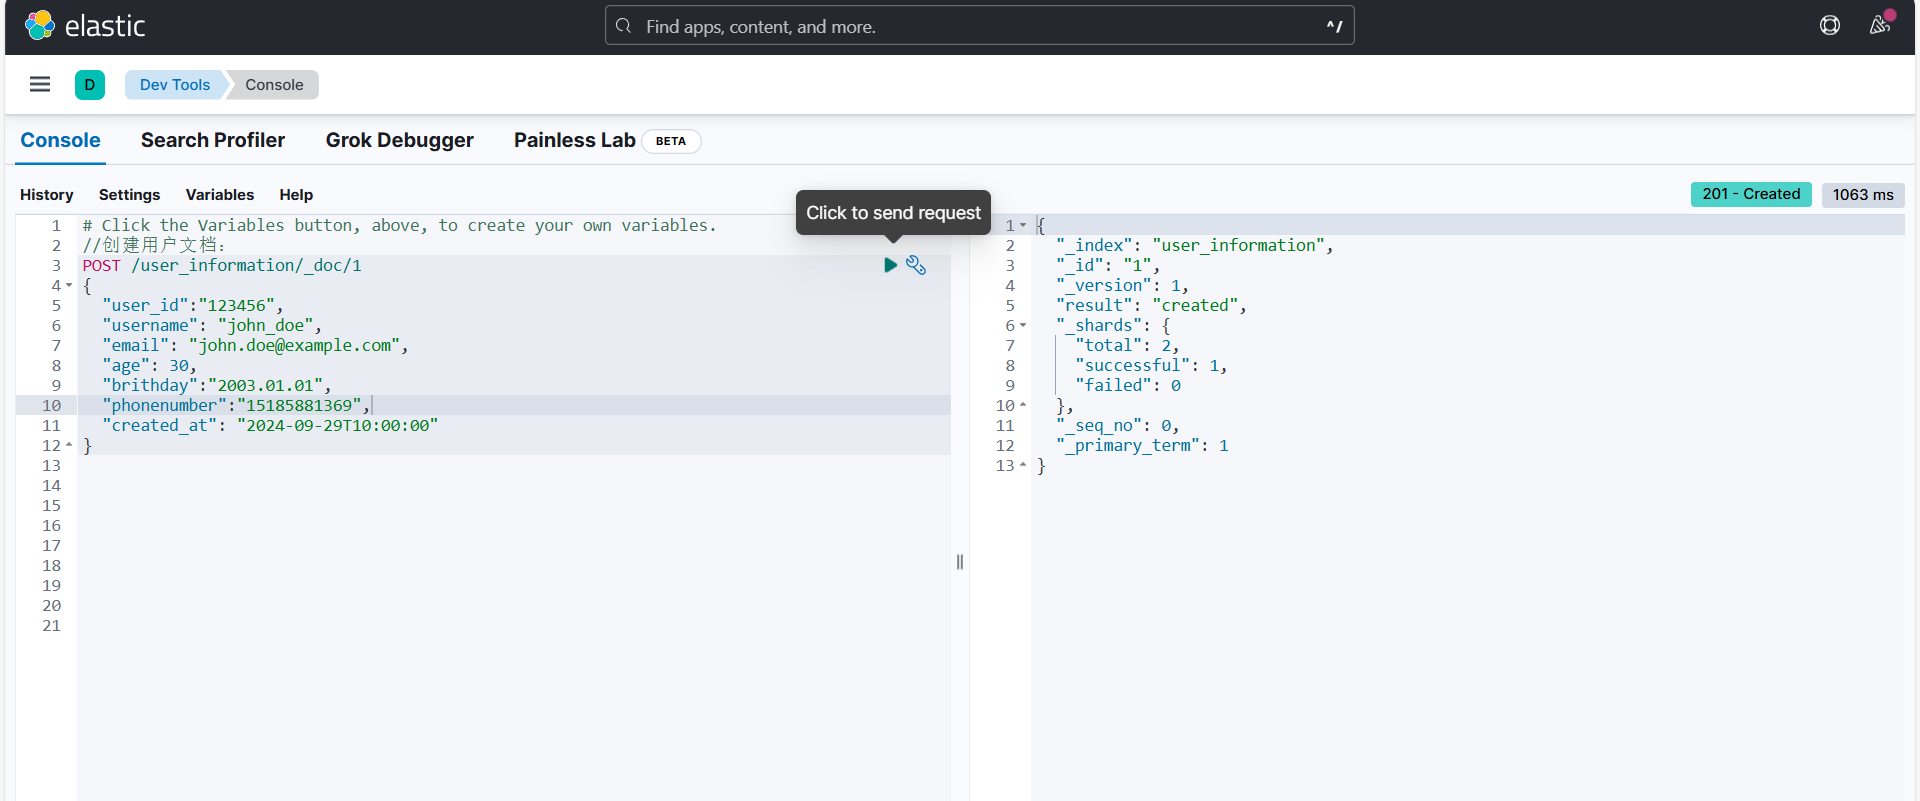 elastic
Find apps, content, and more.
^/
D
Dev Tools
Console
Console
Search Profiler
Grok Debugger
Painless Lab
BETA
History
Settings
Variables
Help
Click to send request
201 - Created
1063 ms
1 # Click the Variables button, above, to create your own variables.
2 //创建用户文档:
3 POST /user_information/_doc/1
4 {
5 "user_id":"123456",
6 "username": "john_doe",
7 "email": "john.doe@example.com",
8 "age": 30,
9 "brithday":"2003.01.01",
10 "phonenumber":"15185881369",
11 "created_at": "2024-09-29T10:00:00"
12 }
13
14
15
16
17
18
19
20
21
1 {
2 "_index": "user_information",
3 "_id": "1",
4 "_version": 1,
5 "result": "created",
6 "_shards": {
7 "total": 2,
8 "successful": 1,
9 "failed": 0
10 },
11 "_seq_no": 0,
12 "_primary_term": 1
13 }